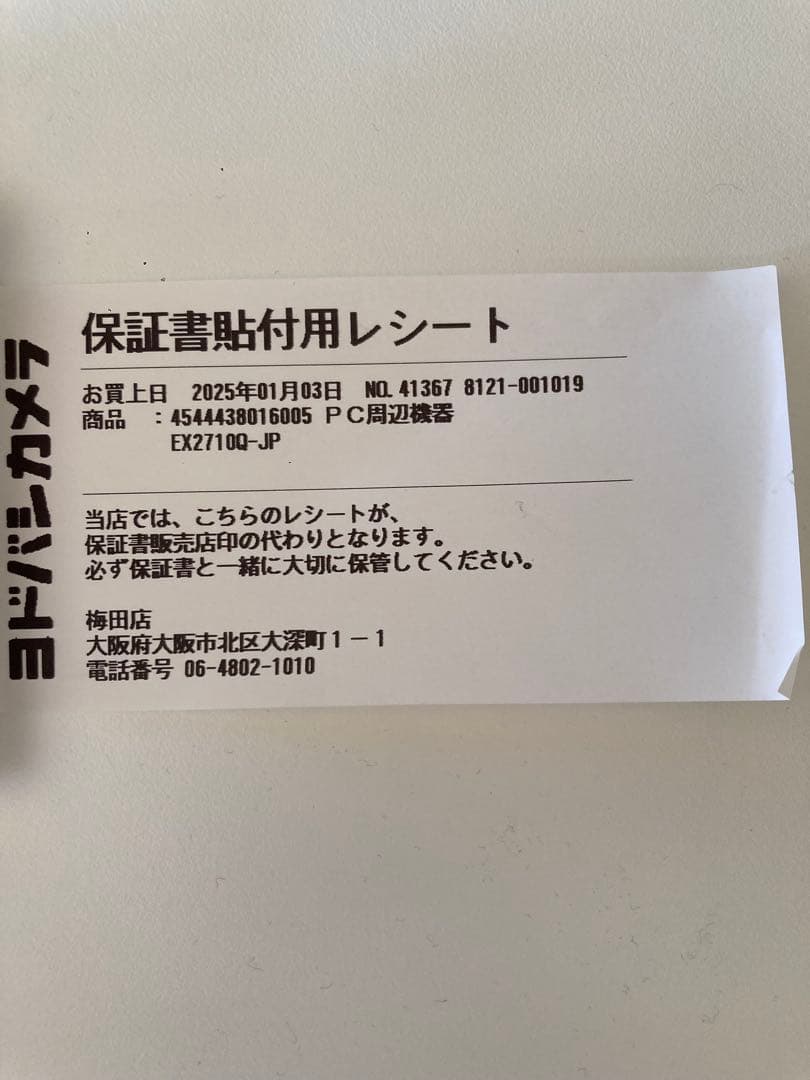 ヨドバシカメラ
保証書貼付用レシート
お買上日 2025年01月03日 NO. 41367 8121-001019
商品 :4544438016005 PC周辺機器
EX2710Q-JP
当店では、こちらのレシートが、
保証書販売店印の代わりとなります。
必ず保証書と一緒に大切に保管してください。
梅田店
大阪府大阪市北区大深町1-1
電話番号 06-4802-1010